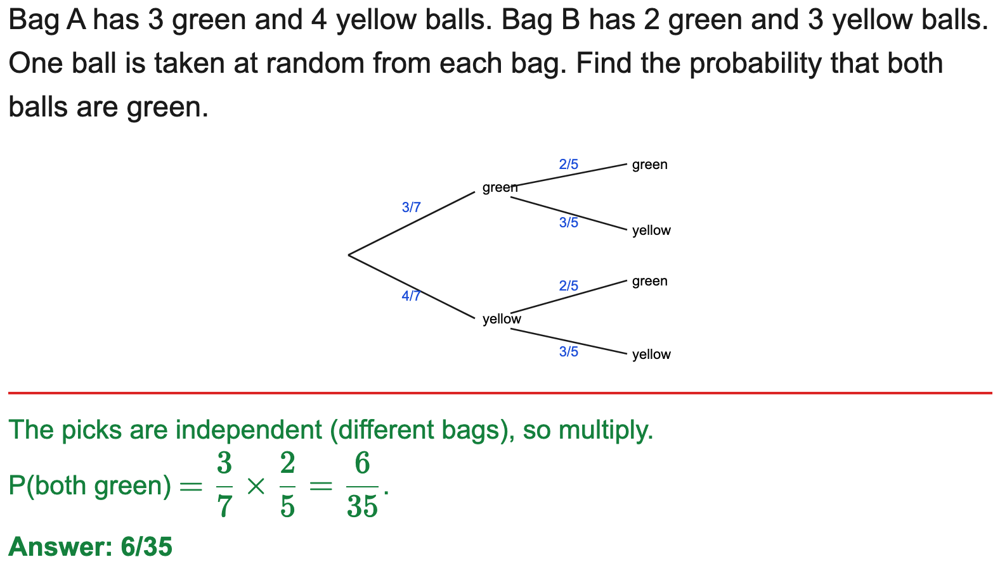 Bag A has 3 green and 4 yellow balls. Bag B has 2 green and 3 yellow balls.
One ball is taken at random from each bag. Find the probability that both
balls are green.
2/5 green
green
3/7
3/5 yellow
2/5 green
4/7
yellow
3/5 yellow
The picks are independent (different bags), so multiply.
P(both green) = 3/7 × 2/5 = 6/35.
Answer: 6/35